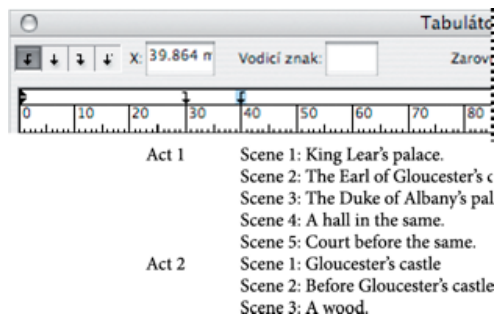 Tabuláto
X: 39.864 m Vodicí znak: Zarov
0 10 20 30 40 50 60 70 80
Act 1 Scene 1: King Lear’s palace.
Scene 2: The Earl of Gloucester’s c
Scene 3: The Duke of Albany’s pal
Scene 4: A hall in the same.
Scene 5: Court before the same.
Act 2 Scene 1: Gloucester’s castle
Scene 2: Before Gloucester’s castle
Scene 3: A wood.